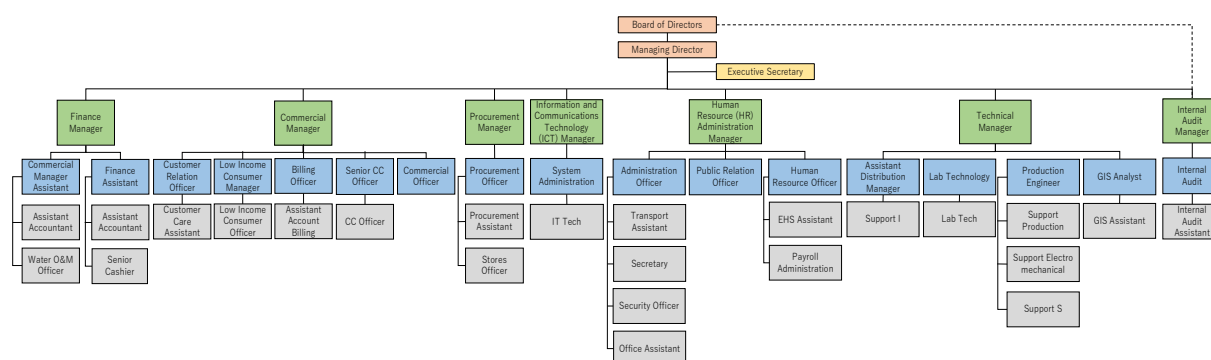 Board of Directors
Managing Director
Executive Secretary
Finance
Manager
Commercial
Manager
Procurement
Manager
Information and
Communications
Technology
(ICT) Manager
Human
Resource (HR)
Administration
Manager
Technical
Manager
Internal
Audit
Manager
Commercial
Manager
Assistant
Finance
Assistant
Customer
Relation
Officer
Low Income
Consumer
Manager
Billing
Officer
Senior CC
Officer
Commercial Officer
Procurement
Officer
System
Administration
Administration
Officer
Public Relation
Officer
Human
Resource Officer
Assistant
Distribution
Manager
Lab Technology
Production
Engineer
GIS Analyst
Internal
Audit
Assistant
Accountant
Assistant
Accountant
Customer
Care
Assistant
Low Income
Consumer
Officer
Assistant
Account
Billing
CC Officer
Procurement
Assistant
IT Tech
Transport
Assistant
EHS Assistant
Support I
Lab Tech
Support
Production
GIS Assistant
Internal
Audit
Assistant
Water O&M
Officer
Senior
Cashier
Stores
Officer
Secretary
Payroll
Administration
Support Electro
mechanical
Security Officer
Support S
Office Assistant